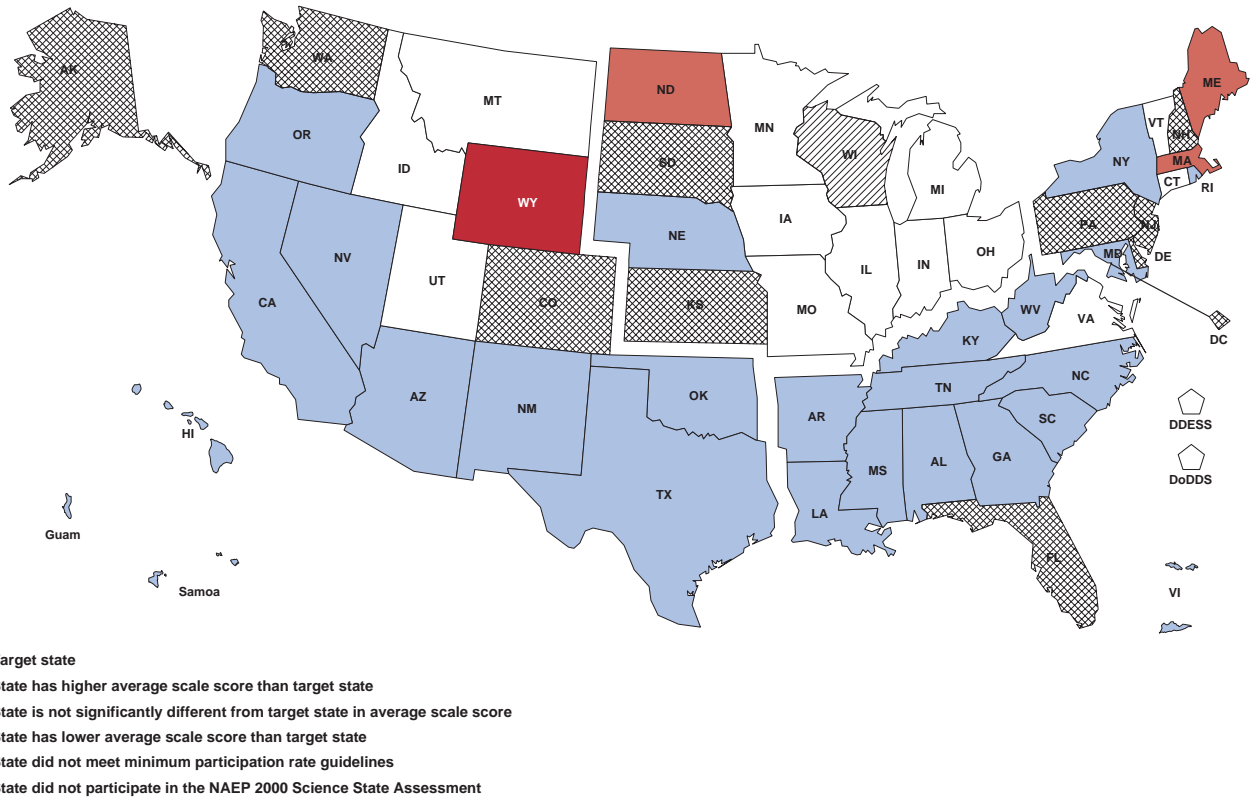 AK
WA
MT
ND
MN
ME
VT
NH
OR
ID
SD
WI
NY
MA
MI
CT
RI
WY
IA
NE
PA
NJ
NV
UT
IL
IN
OH
MD
DE
CA
CO
KS
MO
WV
VA
KY
DC
AZ
NM
OK
TN
NC
AR
SC
DDESS
HI
MS
AL
GA
DoDDS
TX
LA
Guam
FL
Samoa
VI
arget state
tate has higher average scale score than target state
tate is not significantly different from target state in average scale score
tate has lower average scale score than target state
tate did not meet minimum participation rate guidelines
tate did not participate in the NAEP 2000 Science State Assessment